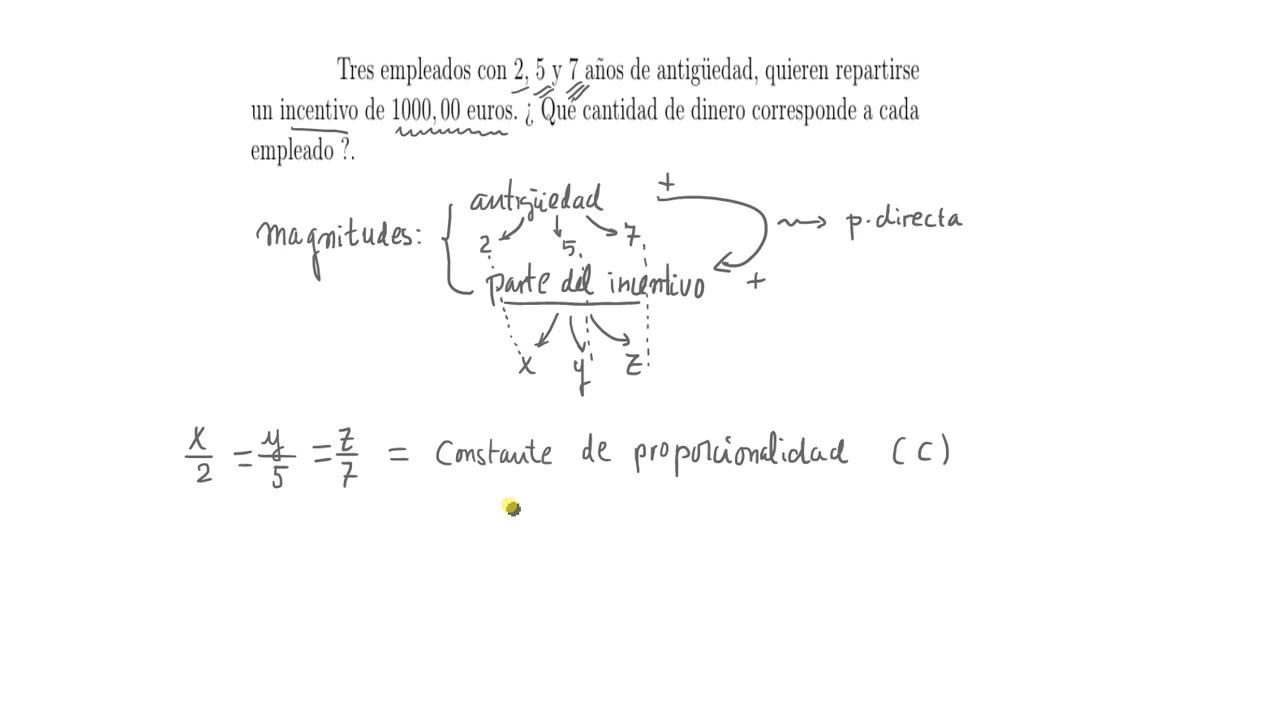 Tres empleados con 2, 5 y 7 años de antigüedad, quieren repartirse
un incentivo de 1000,00 euros. ¿ Qué cantidad de dinero corresponde a cada
empleado ?.
antigüedad +
magnitudes: { 2 5 7 p. directa
parte del incentivo +
x y z
x/2 = y/5 = z/7 = Constante de proporcionalidad (C)